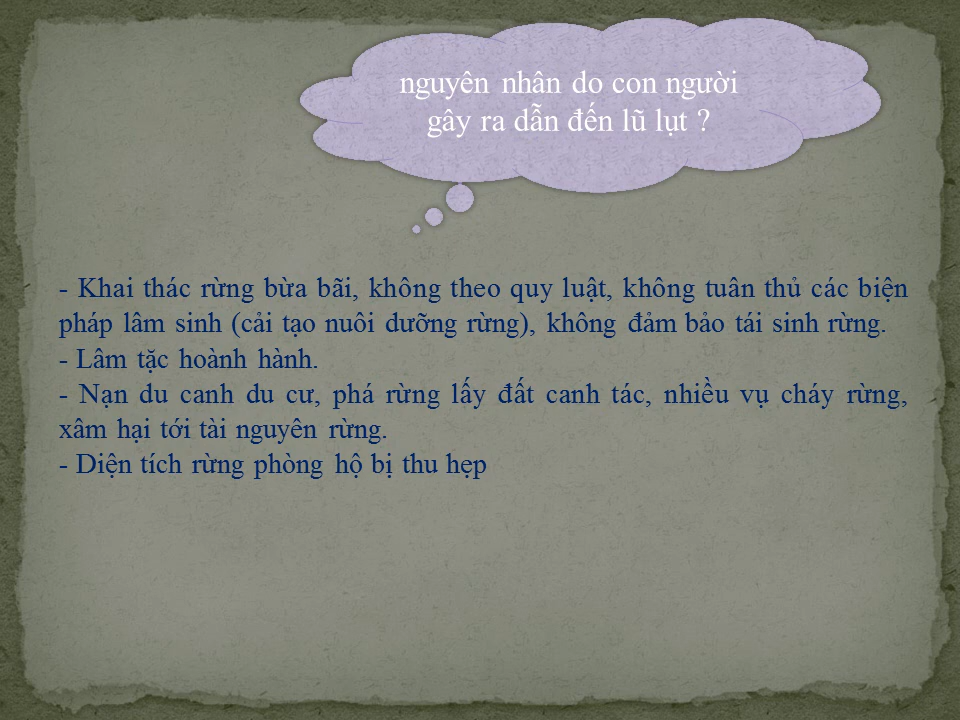 nguyên nhân do con người
gây ra dẫn đến lũ lụt ?
- Khai thác rừng bừa bãi, không theo quy luật, không tuân thủ các biện
pháp lâm sinh (cải tạo nuôi dưỡng rừng), không đảm bảo tái sinh rừng.
- Lâm tặc hoành hành.
- Nạn du canh du cư, phá rừng lấy đất canh tác, nhiều vụ cháy rừng,
xâm hại tới tài nguyên rừng.
- Diện tích rừng phòng hộ bị thu hẹp